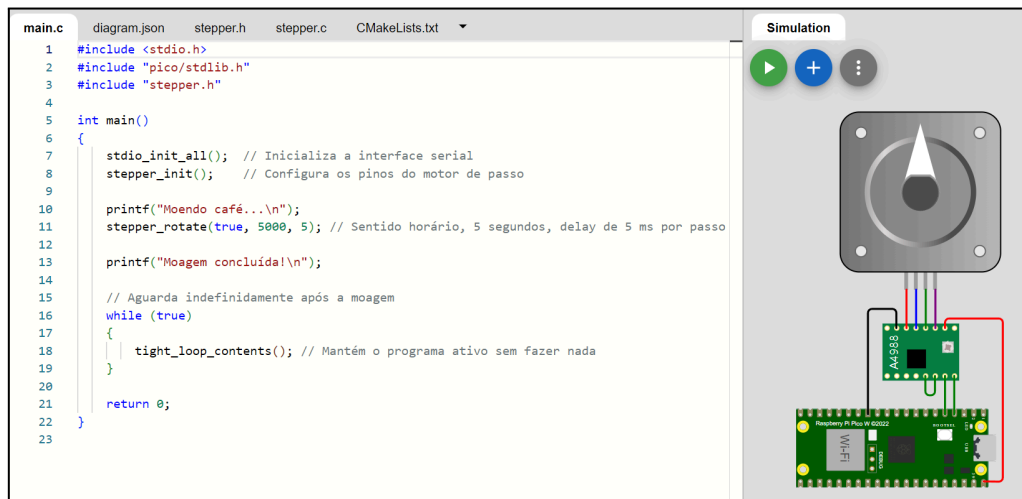 main.c diagram.json stepper.h stepper.c CMakeLists.txt
1 #include <stdio.h>
2 #include "pico/stdlib.h"
3 #include "stepper.h"
4
5 int main()
6 {
7 stdio_init_all(); // Inicializa a interface serial
8 stepper_init(); // Configura os pinos do motor de passo
9
10 printf("Moendo café...\n");
11 stepper_rotate(true, 5000, 5); // Sentido horário, 5 segundos, delay de 5 ms por passo
12
13 printf("Moagem concluída!\n");
14
15 // Aguarda indefinidamente após a moagem
16 while (true)
17 {
18 tight_loop_contents(); // Mantém o programa ativo sem fazer nada
19 }
20
21 return 0;
22 }
23
Simulation
A4988
Raspberry Pi Pico W ©2022
BOOTSEL
LED
USB
Wi-Fi
DEBUG